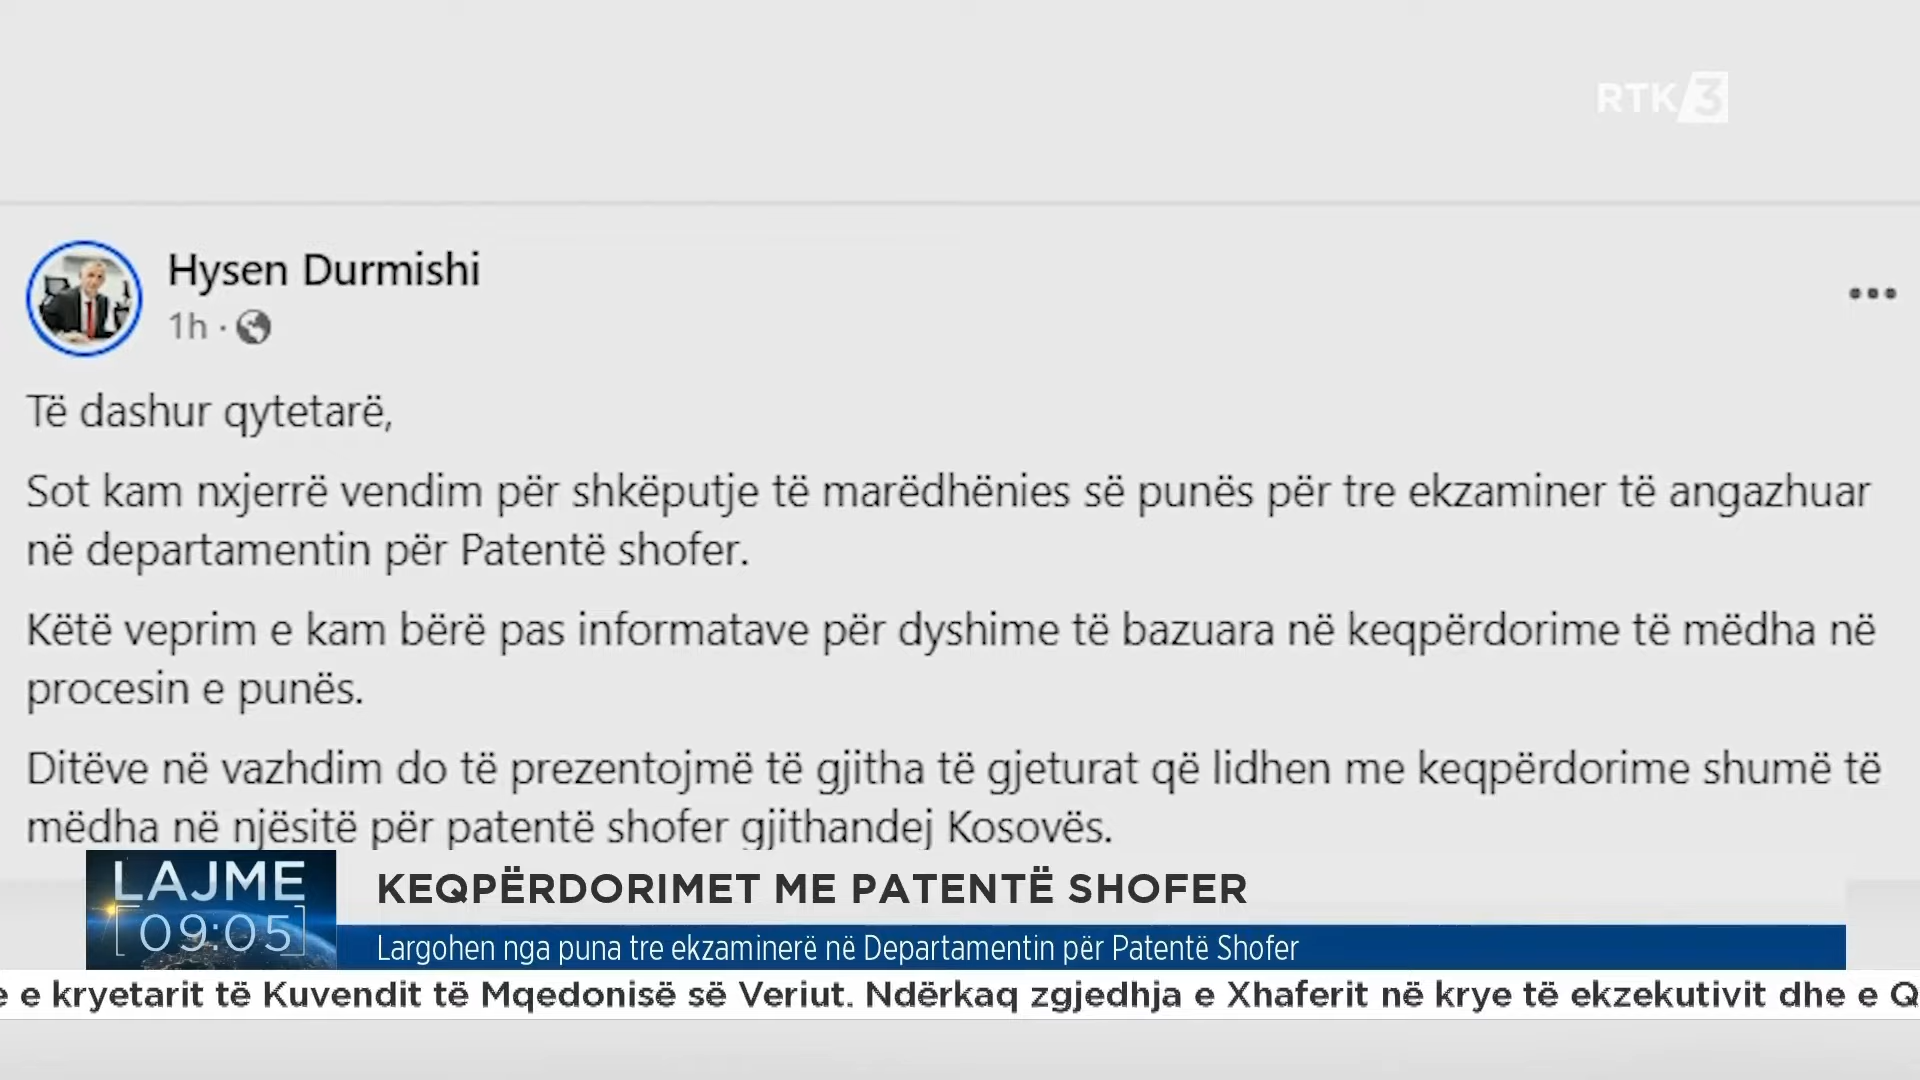 RTK 3
Hysen Durmishi
1h ·
Të dashur qytetarë,
Sot kam nxjerrë vendim për shkëputje të marëdhënies së punës për tre ekzaminer të angazhuar
në departamentin për Patentë shofer.
Këtë veprim e kam bërë pas informatave për dyshime të bazuara në keqpërdorime të mëdha në
procesin e punës.
Ditëve në vazhdim do të prezentojmë të gjitha të gjeturat që lidhen me keqpërdorime shumë të
mëdha në njësitë për patentë shofer gjithandej Kosovës.
LAJME
09:05
KEQPËRDORIMET ME PATENTË SHOFER
Largohen nga puna tre ekzaminerë në Departamentin për Patentë Shofer
e e kryetarit të Kuvendit të Mqedonisë së Veriut. Ndërkaq zgjedhja e Xhaferit në krye të ekzekutivit dhe e Q